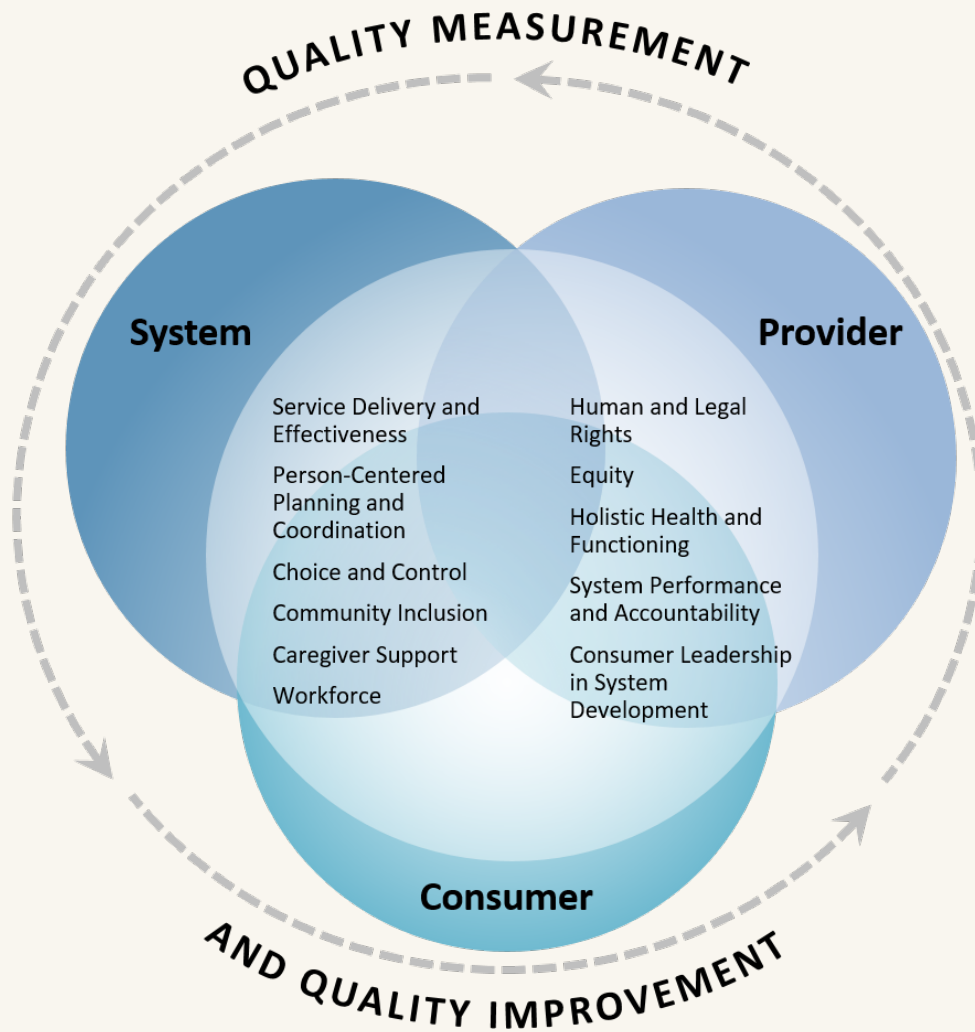 QUALITY MEASUREMENT
System
Provider
Service Delivery and
Effectiveness
Person-Centered
Planning and
Coordination
Choice and Control
Community Inclusion
Caregiver Support
Workforce
Human and Legal
Rights
Equity
Holistic Health and
Functioning
System Performance
and Accountability
Consumer Leadership
in System
Development
Consumer
AND QUALITY IMPROVEMENT